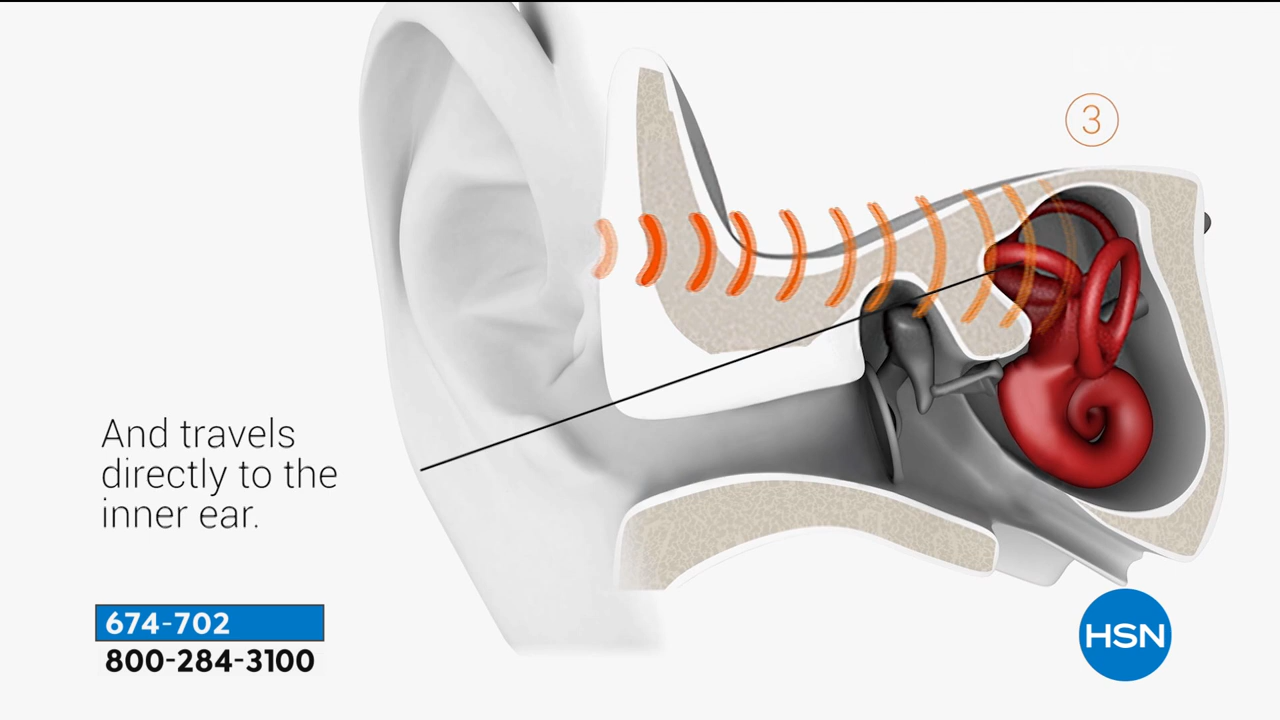 3
And travels
directly to the
inner ear.
674-702
800-284-3100
HSN